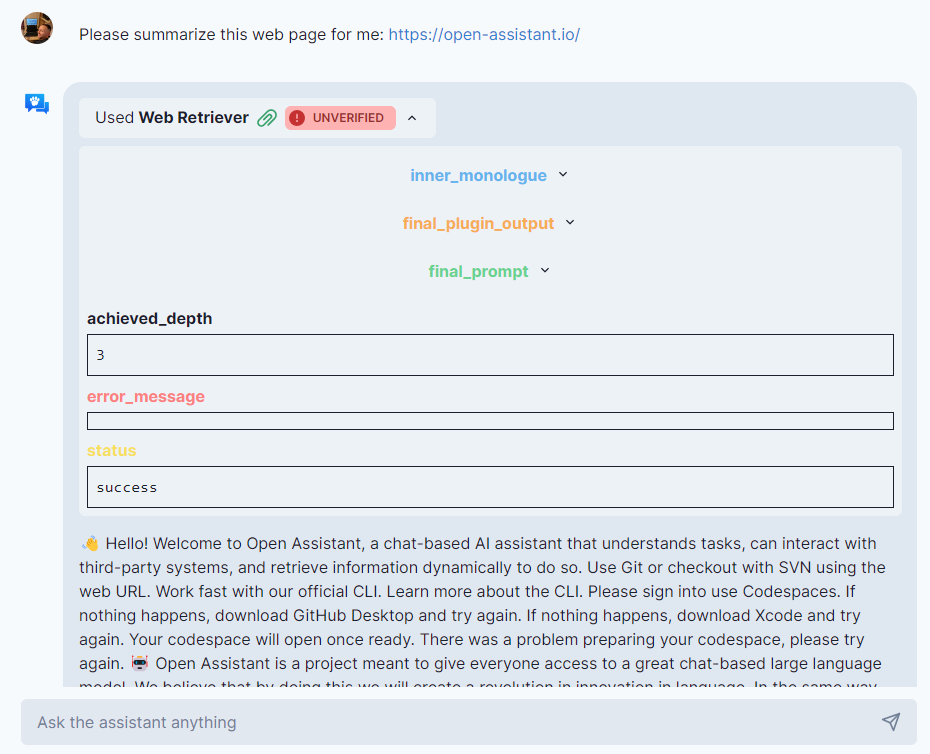 Please summarize this web page for me: https://open-assistant.io/
Used Web Retriever UNVERIFIED
inner_monologue
final_plugin_output
final_prompt
achieved_depth
3
error_message
status
success
👋 Hello! Welcome to Open Assistant, a chat-based AI assistant that understands tasks, can interact with
third-party systems, and retrieve information dynamically to do so. Use Git or checkout with SVN using the
web URL. Work fast with our official CLI. Learn more about the CLI. Please sign into use Codespaces. If
nothing happens, download GitHub Desktop and try again. If nothing happens, download Xcode and try
again. Your codespace will open once ready. There was a problem preparing your codespace, please try
again. 🤖 Open Assistant is a project meant to give everyone access to a great chat-based large language
model. We believe that by doing this we will create a revolution in innovation in language. In the same way
Ask the assistant anything